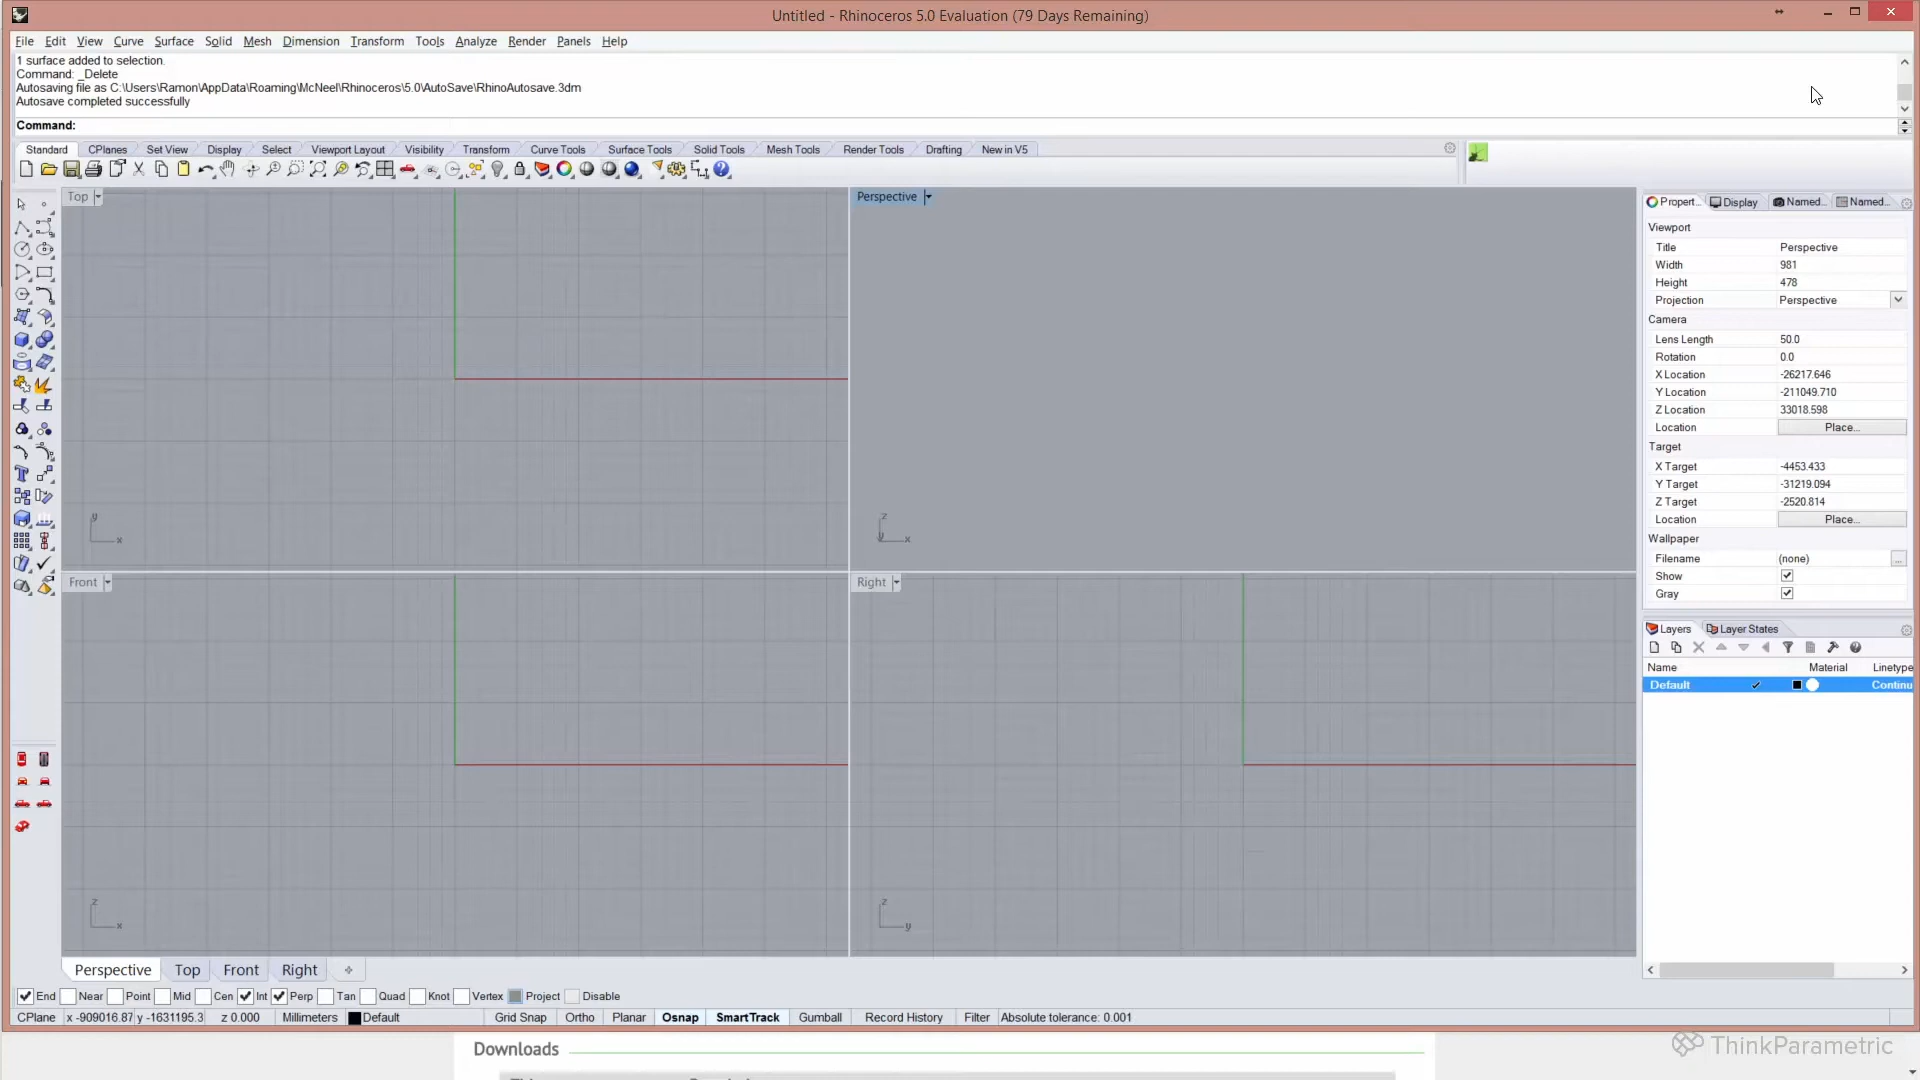 Untitled - Rhinoceros 5.0 Evaluation (79 Days Remaining)
File Edit View Curve Surface Solid Mesh Dimension Transform Tools Analyze Render Panels Help
1 surface added to selection.
Command: _Delete
Autosaving file as C:\Users\Ramon\AppData\Roaming\McNeel\Rhinoceros\5.0\AutoSave\RhinoAutosave.3dm
Autosave completed successfully
Command:
Standard CPlanes Set View Display Select Viewport Layout Visibility Transform Curve Tools Surface Tools Solid Tools Mesh Tools Render Tools Drafting New in V5
Top
Perspective
Propert... Display Named... Named...
Viewport
Title Perspective
Width 981
Height 478
Projection Perspective
Camera
Lens Length 50.0
Rotation 0.0
X Location -26217.646
Y Location -211049.710
Z Location 33018.598
Location Place...
Target
X Target -4453.433
Y Target -31219.094
Z Target -2520.814
Location Place...
Wallpaper
Filename (none) ...
Show
Gray
y
x
z
y
x
Front
Right
Layers Layer States
Name Material Linetype
Default Continu
z
x
z
y
Perspective Top Front Right
End Near Point Mid Cen Int Perp Tan Quad Knot Vertex Project Disable
CPlane x -909016.87 y -1631195.3 z 0.000 Millimeters Default Grid Snap Ortho Planar Osnap SmartTrack Gumball Record History Filter Absolute tolerance: 0.001
Downloads
ThinkParametric